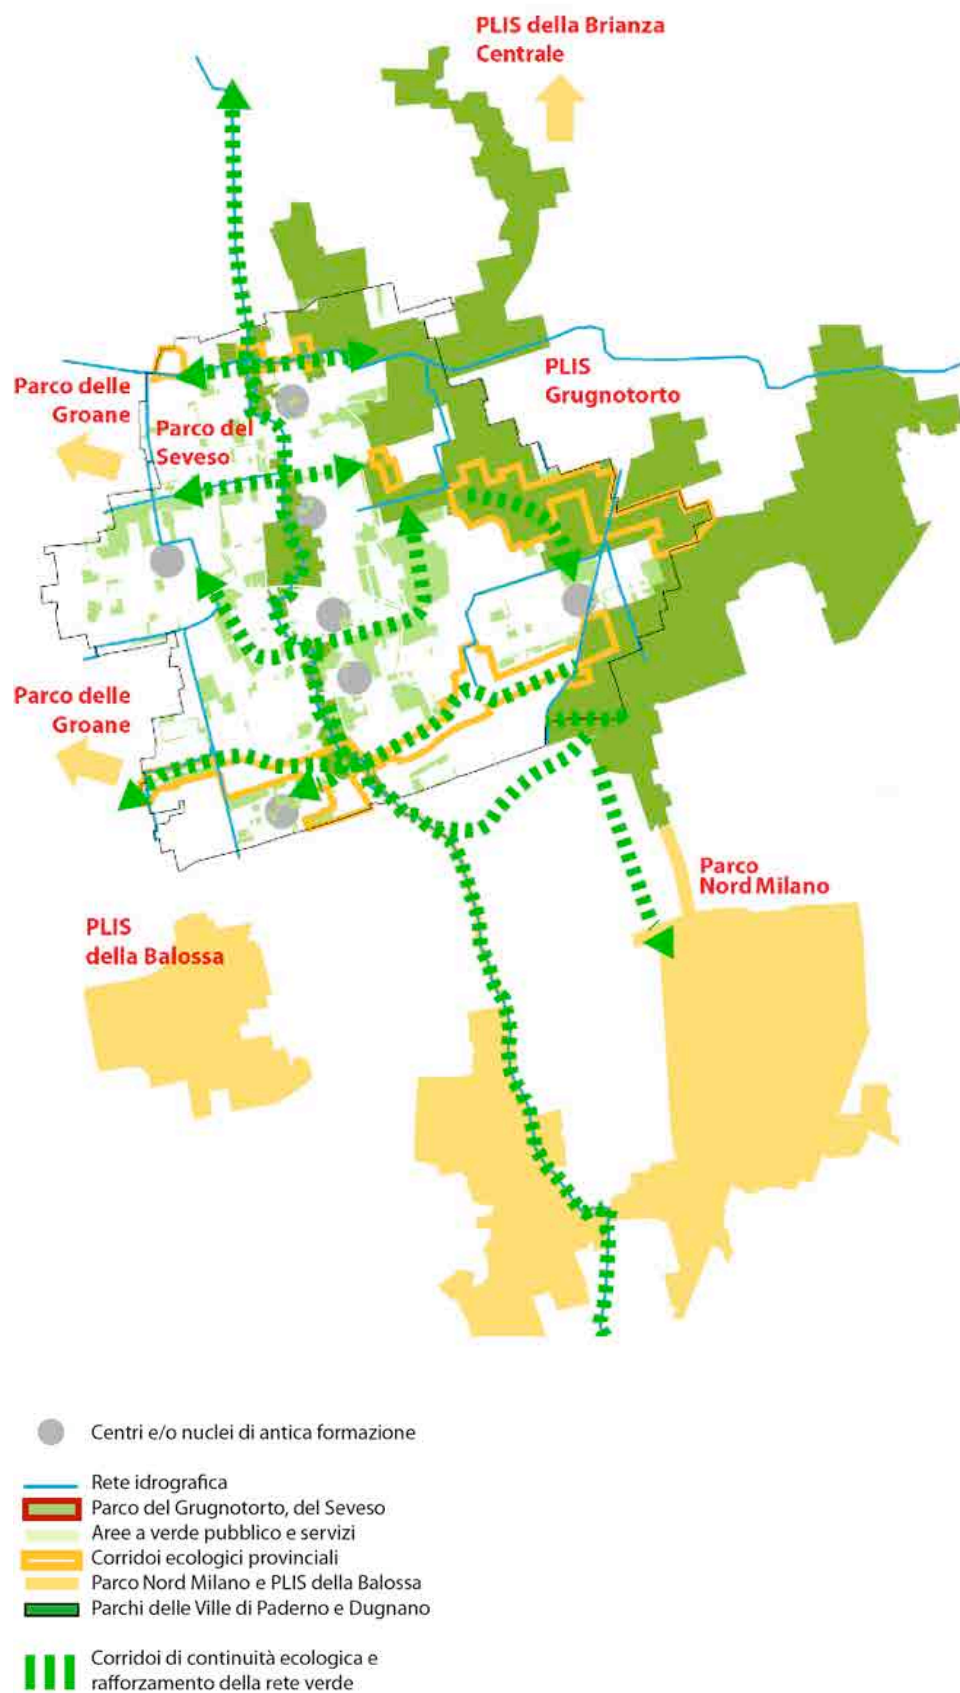 PLIS della Brianza
Centrale
PLIS
Grugnotorto
Parco delle
Groane
Parco del
Seveso
Parco delle
Groane
Parco
Nord Milano
PLIS
della Balossa
Centri e/o nuclei di antica formazione
Rete idrografica
Parco del Grugnotorto, del Seveso
Aree a verde pubblico e servizi
Corridoi ecologici provinciali
Parco Nord Milano e PLIS della Balossa
Parchi delle Ville di Paderno e Dugnano
Corridoi di continuità ecologica e
rafforzamento della rete verde